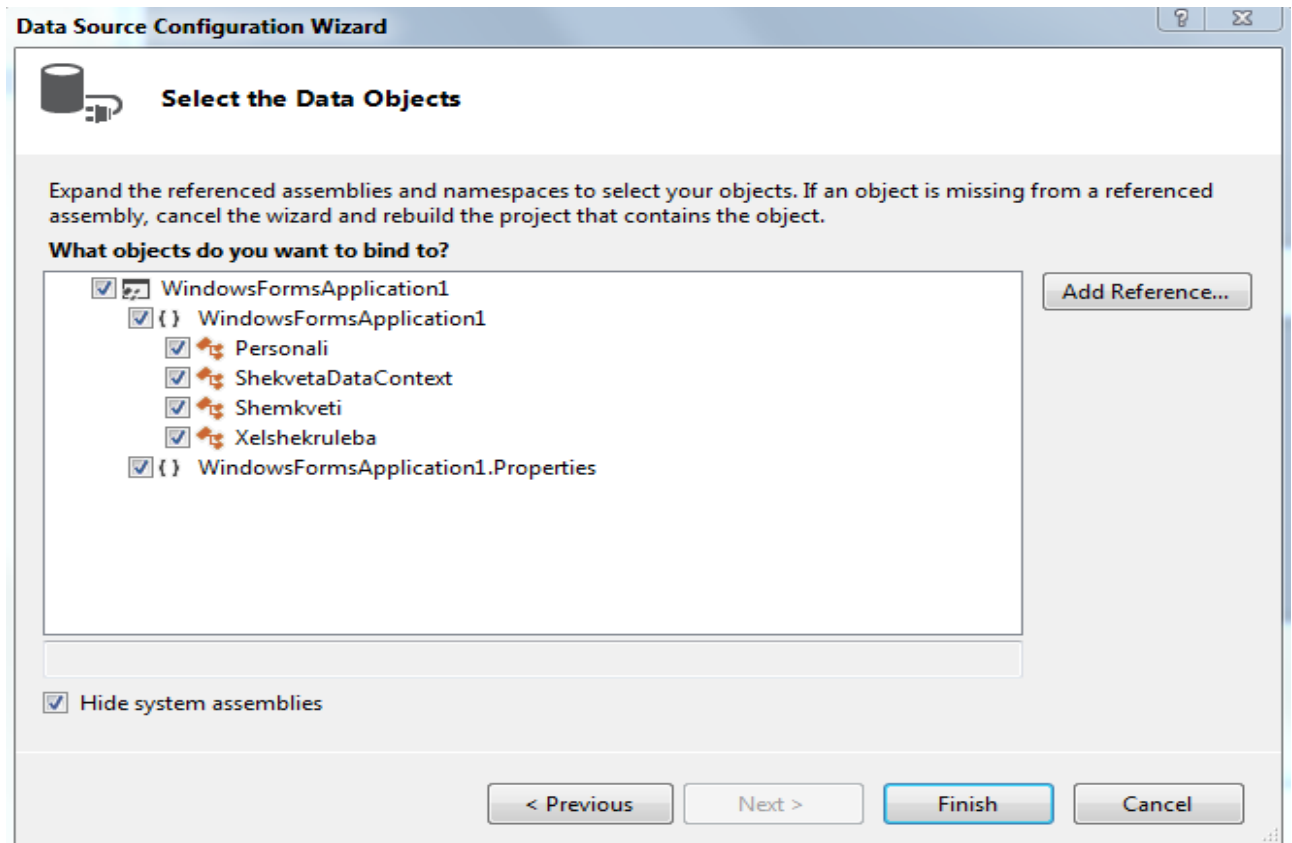 Data Source Configuration Wizard
Select the Data Objects
Expand the referenced assemblies and namespaces to select your objects. If an object is missing from a referenced
assembly, cancel the wizard and rebuild the project that contains the object.
What objects do you want to bind to?
WindowsFormsApplication1
Add Reference...
{ } WindowsFormsApplication1
Personali
ShekvetaDataContext
Shemkveti
Xelshekruleba
{ } WindowsFormsApplication1.Properties
Hide system assemblies
< Previous Next > Finish Cancel